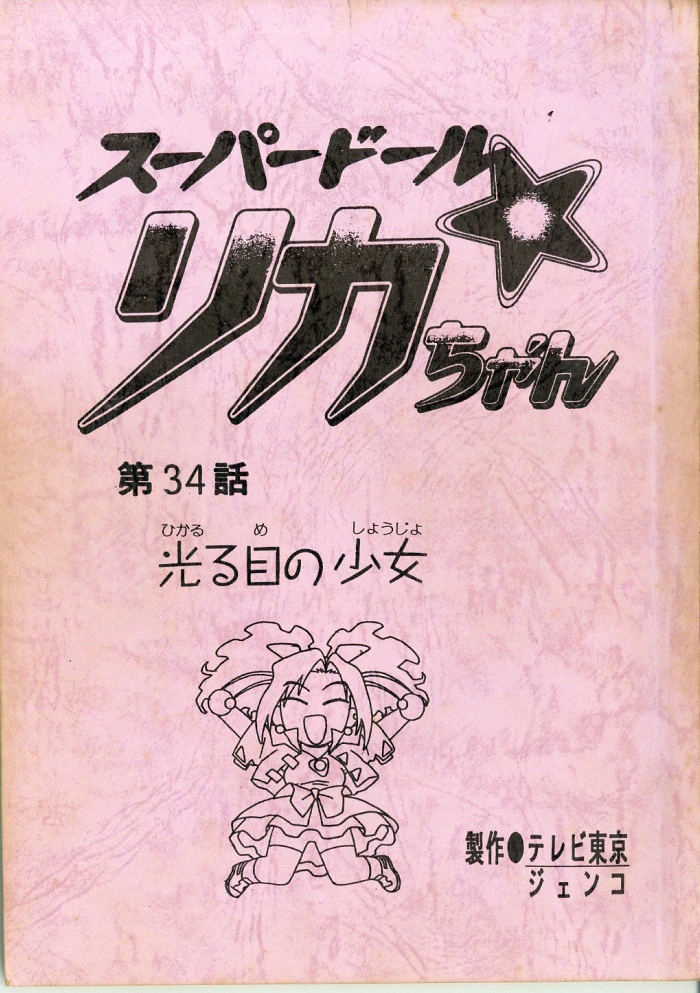 スーパードール
リカちゃん
第34話
ひかる め しょうじょ
光る目の少女
製作●テレビ東京
ジェンコ